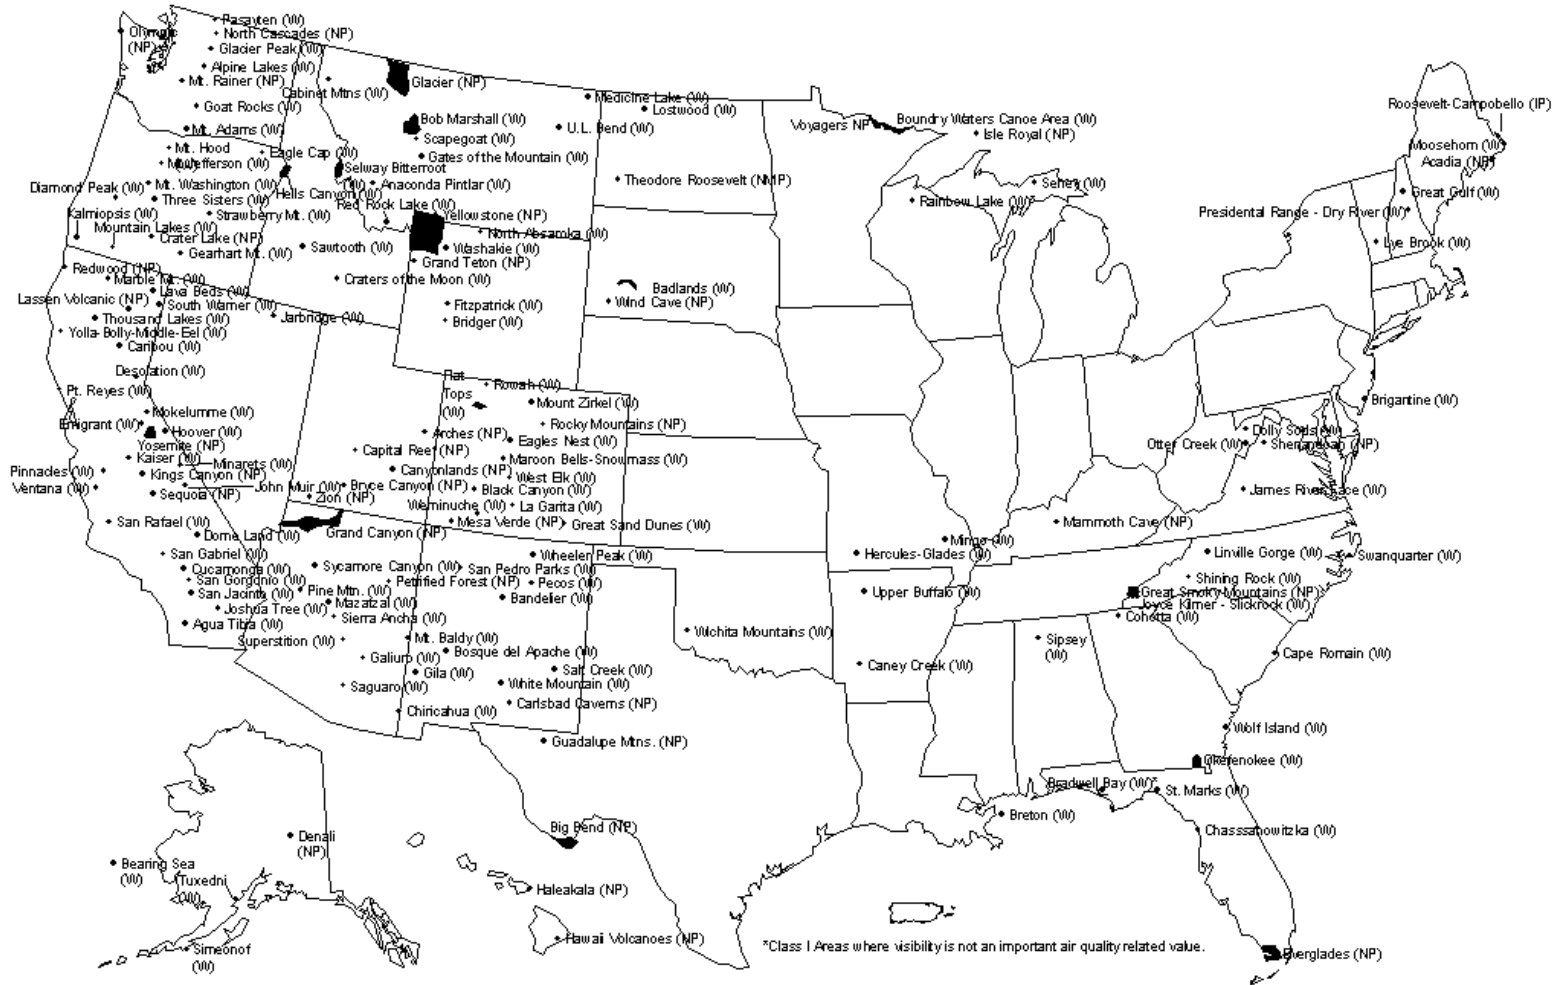 Pasayten (W)
Olympic
(NP)
North Cascades (NP)
Glacier Peak (W)
Alpine Lakes (W)
Mt. Rainer (NP)
Goat Rocks (W)
Mt. Adams (W)
Mt. Hood
Mt. Jefferson (W)
Mt. Washington (W)
Diamond Peak (W)
Three Sisters (W)
Strawberry Mt. (W)
Kalmiopsis (W)
Mountain Lakes (W)
Crater Lake (NP)
Gearhart Mt. (W)
Eagle Cap (W)
Hells Canyon (W)
Cabinet Mtns (W)
Glacier (NP)
Bob Marshall (W)
Scapegoat (W)
Gates of the Mountain (W)
Selway Bitterroot
(W)
Anaconda Pintlar (W)
Red Rock Lake (W)
Yellowstone (NP)
North Absaroka (W)
Washakie (W)
Grand Teton (NP)
Sawtooth (W)
Craters of the Moon (W)
Fitzpatrick (W)
Bridger (W)
Medicine Lake (W)
Lostwood (W)
U.L. Bend (W)
Theodore Roosevelt (NMP)
Badlands (W)
Wind Cave (NP)
Voyagers NP
Boundry Waters Canoe Area (W)
Isle Royal (NP)
Seney (W)
Rainbow Lake (W)*
Roosevelt-Campobello (IP)
Moosehorn (W)
Acadia (NP)
Great Gulf (W)
Presidental Range - Dry River (W)
Lye Brook (W)
Redwood (NP)
Marble Mt. (W)
Lava Beds (W)
Lassen Volcanic (NP)
South Warner (W)
Thousand Lakes (W)
Jarbridge (W)
Yolla-Bolly-Middle-Eel (W)
Caribou (W)
Desolation (W)
Pt. Reyes (W)
Mokelumme (W)
Emigrant (W)
Hoover (W)
Yosemite (NP)
Kaiser (W)
Minarets (W)
Pinnacles (W)
Kings Canyon (NP)
Ventana (W)
John Muir (W)
Sequoia (NP)
San Rafael (W)
Dome Land (W)
San Gabriel (W)
Cucamonga (W)
San Gorgonio (W)
San Jacinto (W)
Joshua Tree (W)
Agua Tibia (W)
Flat
Tops
(W)
Rawah (W)
Mount Zirkel (W)
Rocky Mountains (NP)
Arches (NP)
Eagles Nest (W)
Capital Reef (NP)
Maroon Bells-Snowmass (W)
Canyonlands (NP)
West Elk (W)
Bryce Canyon (NP)
Black Canyon (W)
Zion (NP)
Weminuche (W)
La Garita (W)
Mesa Verde (NP)
Great Sand Dunes (W)
Grand Canyon (NP)
Wheelen Peak (W)
Sycamore Canyon (W)
San Pedro Parks (W)
Petrified Forest (NP)
Pecos (W)
Pine Mtn. (W)
Bandelier (W)
Mazatzal (W)
Sierra Ancha (W)
Superstition (W)
Mt. Baldy (W)
Galiuro (W)
Bosque del Apache (W)
Gila (W)
Salt Creek (W)
Saguaro (W)
White Mountain (W)
Carlsbad Caverns (NP)
Chiricahua (W)
Guadalupe Mtns. (NP)
Big Bend (NP)
Wichita Mountains (W)
Hercules-Glades (W)
Mingo (W)
Upper Buffalo (W)
Caney Creek (W)
Brigantine (W)
Dolly Sods (W)
Otter Creek (W)
Shenandoah (NP)
James River Face (W)
Mammoth Cave (NP)
Linville Gorge (W)
Swanquarter (W)
Shining Rock (W)
Great Smoky Mountains (NP)
Joyce Kilmer - Slickrock (W)
Cohotta (W)
Sipsey
(W)
Cape Romain (W)
Wolf Island (W)
Okefenokee (W)
Bradwell Bay (W)*
St. Marks (W)
Breton (W)
Chasssahowitzka (W)
Everglades (NP)
Denali
(NP)
Bearing Sea
(W)
Tuxedni
(W)
Simeonof
(W)
Haleakala (NP)
Hawaii Volcanoes (NP)
*Class I Areas where visibility is not an important air quality related value.